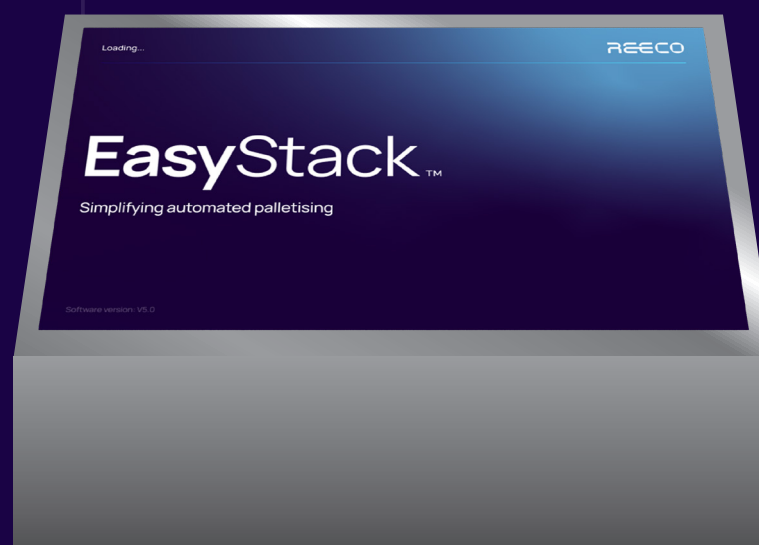 Loading...
REECO
EasyStack™
Simplifying automated palletising
Software version: V5.0